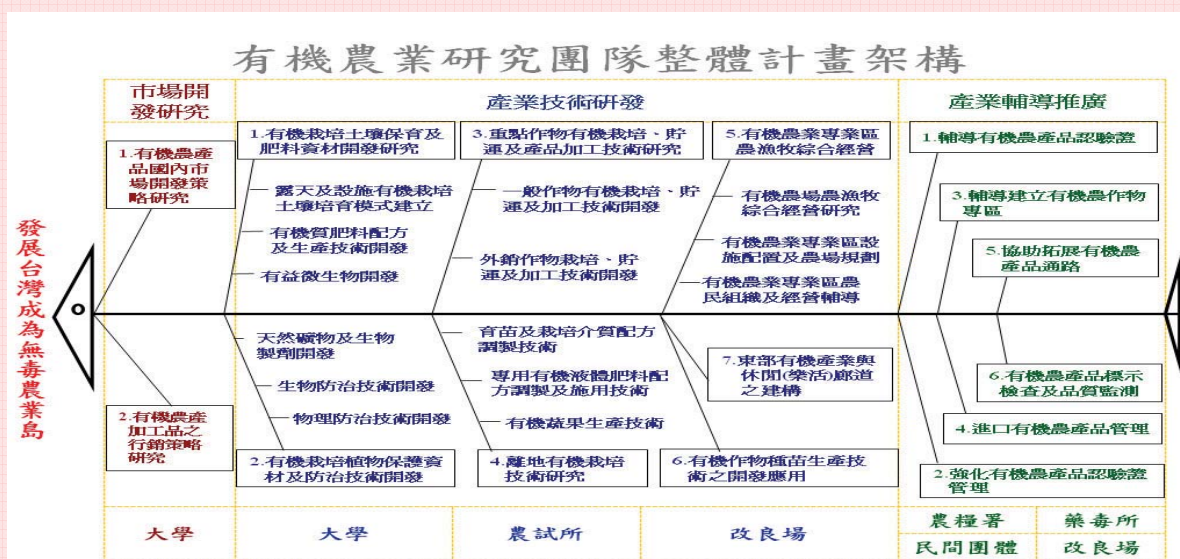 有機農業研究團隊整體計畫架構
市場開
發研究
產業技術研發
產業輔導推廣
1.有機農產
品國內市
場開發策
略研究
1.有機栽培土壤保育及
肥料資材開發研究
露天及設施有機栽培
土壤培育模式建立
有機質肥料配方
及生產技術開發
有益微生物開發
3.重點作物有機栽培、貯
運及產品加工技術研究
一般作物有機栽培、貯
運及加工技術開發
外銷作物栽培、貯
運及加工技術開發
5.有機農業專業區
農漁牧綜合經營
有機農場農漁牧
綜合經營研究
有機農業專業區設
施配置及農場規劃
有機農業專業區農
民組織及經營輔導
1.輔導有機農產品認驗證
3.輔導建立有機農作物
專區
5.協助拓展有機農
產品通路
發展台灣成為無毒農業島
2.有機農產
加工品之
行銷策略
研究
天然礦物及生物
製劑開發
生物防治技術開發
物理防治技術開發
2.有機栽培植物保護資
材及防治技術開發
育苗及栽培介質配方
調製技術
專用有機液體肥料配
方調製及施用技術
有機蔬果生產技術
4.離地有機栽培
技術研究
7.東部有機產業與
休閒(樂活)廊道
之建構
6.有機作物種苗生產技
術之開發應用
6.有機農產品標示
檢查及品質監測
4.進口有機農產品管理
2.強化有機農產品認驗證
管理
大學
大學
農試所
改良場
農糧署
藥毒所
民間團體
改良場